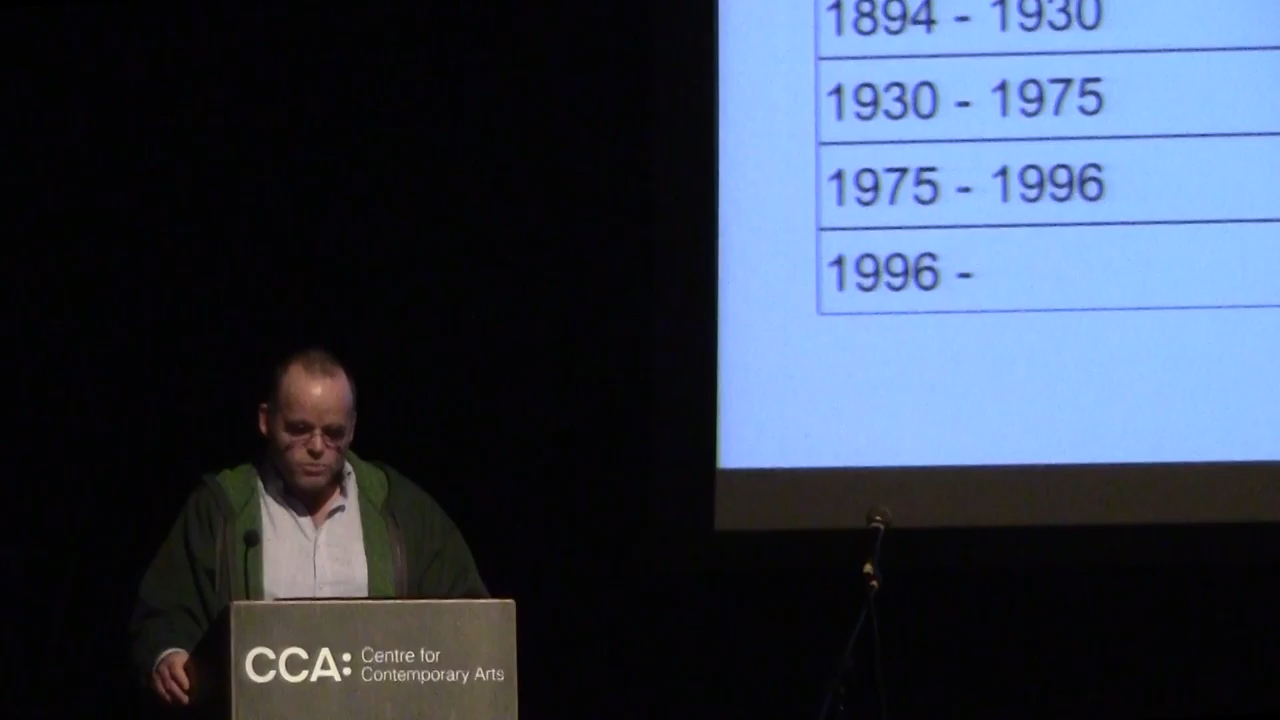 1894 - 1930
1930 - 1975
1975 - 1996
1996 -
CCA:
Centre for
Contemporary Arts